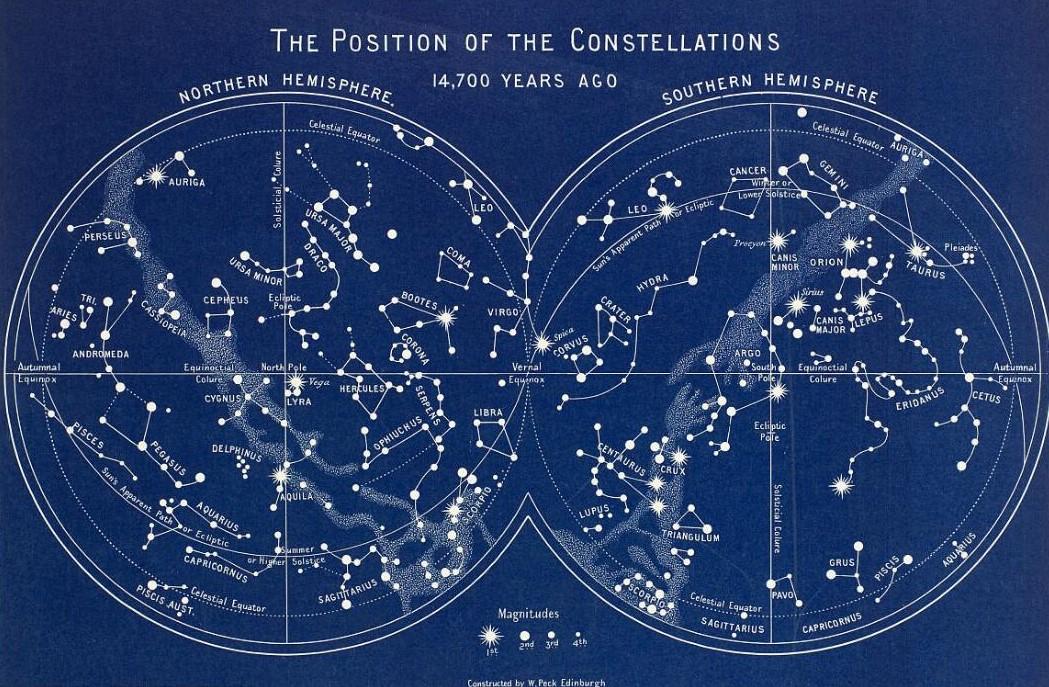 THE POSITION OF THE CONSTELLATIONS
14,700 YEARS AGO
NORTHERN HEMISPHERE.
Celestial Equator
Solsticial Colure
AURIGA
PERSEUS
URSA MAJOR
DRACO
LEO
URSA MINOR
COMA
CEPHEUS
Ecliptic
Pole
BOOTES
VIRGO
TRI.
ARIES
CASSIOPEIA
ANDROMEDA
CORONA
Autumnal
Equinox
Equinoctial
Colure
North Pole
Vega
LYRA
HERCULES
Vernal
Equinox
CYGNUS
SERPENS
LIBRA
OPHIUCHUS
PISCES
PEGASUS
DELPHINUS
AQUILA
SCORPIO
Sun's Apparent Path or Ecliptic
AQUARIUS
CAPRICORNUS
Summer
or Higher Solstice
SAGITTARIUS
PISCIS AUST.
Celestial Equator
SOUTHERN HEMISPHERE
Celestial Equator
AURIGA
CANCER
GEMINI
Winter or
Lower Solstice
LEO
Sun's Apparent Path or Ecliptic
Procyon
CANIS
MINOR
ORION
Pleiades
TAURUS
HYDRA
Sirius
CANIS
MAJOR
LEPUS
CRATER
Spica
CORVUS
ARGO
South
Pole
Equinoctial
Colure
Autumnal
Equinox
ERIDANUS
CETUS
Ecliptic
Pole
CENTAURUS
CRUX
LUPUS
TRIANGULUM
Solsticial Colure
SCORPIO
Celestial Equator
SAGITTARIUS
PAVO
CAPRICORNUS
GRUS
PISCIS
AQUARIUS
Magnitudes
1st 2nd 3rd 4th
Constructed by W. Peck Edinburgh